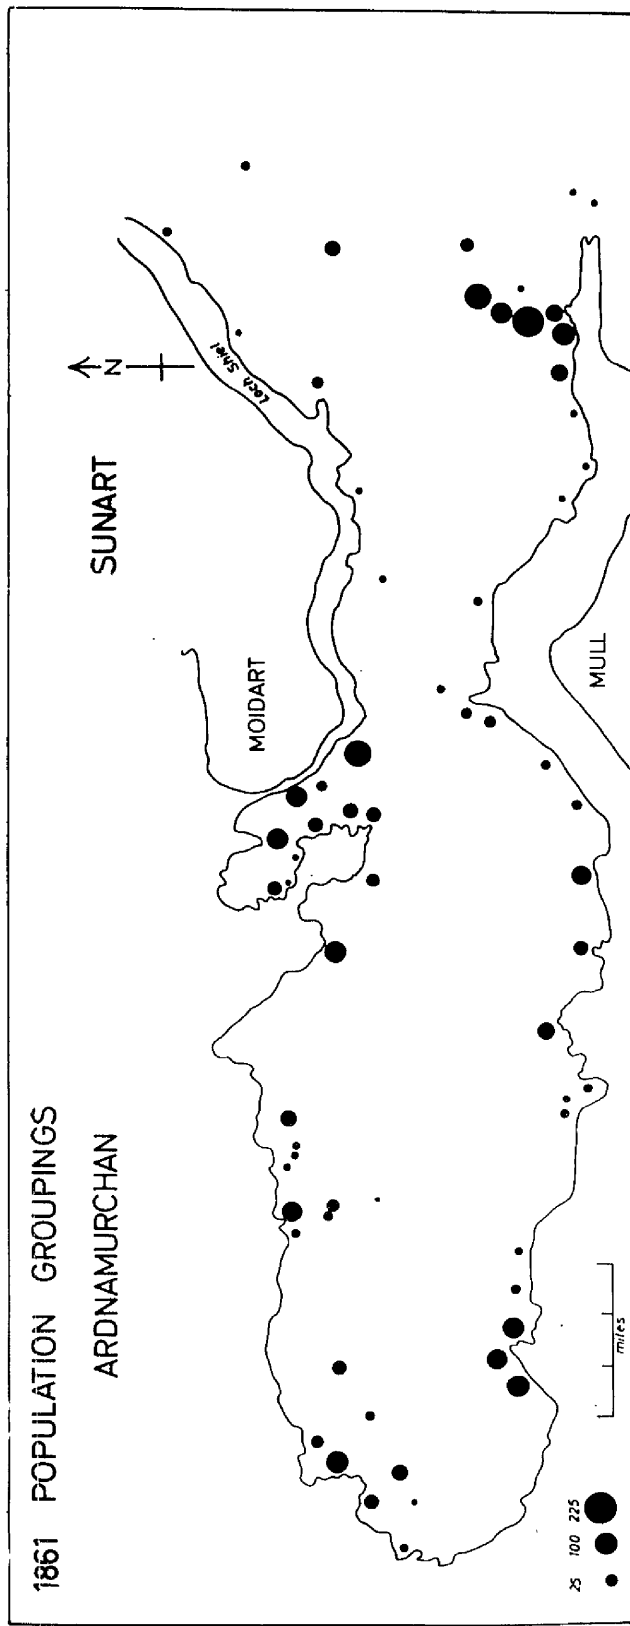 1861 POPULATION GROUPINGS
ARDNAMURCHAN
SUNART
N
Loch Shiel
MOIDART
MULL
25 100 225
miles